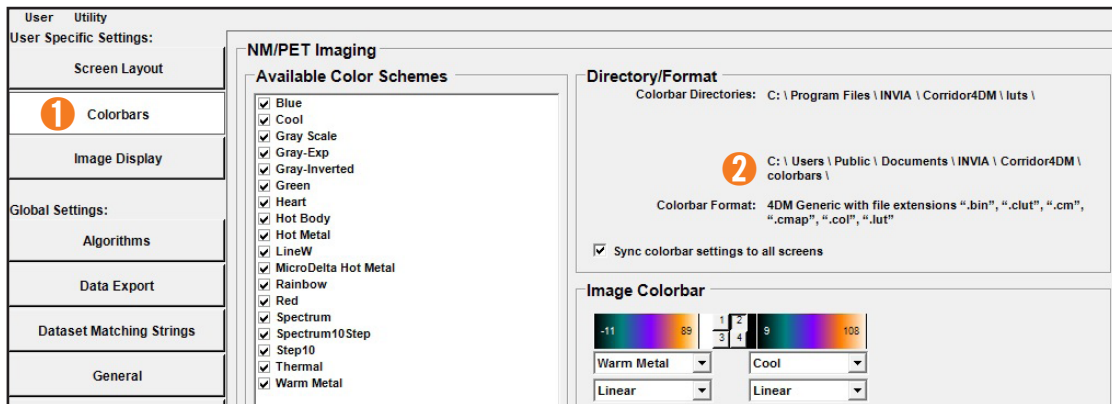 User Utility
User Specific Settings:
Screen Layout
1 Colorbars
Image Display
Global Settings:
Algorithms
Data Export
Dataset Matching Strings
General
NM/PET Imaging
Available Color Schemes
Blue
Cool
Gray Scale
Gray-Exp
Gray-Inverted
Green
Heart
Hot Body
Hot Metal
LineW
MicroDelta Hot Metal
Rainbow
Red
Spectrum
Spectrum10Step
Step10
Thermal
Warm Metal
Directory/Format
Colorbar Directories: C: \ Program Files \ INVIA \ Corridor4DM \ luts \
2 C: \ Users \ Public \ Documents \ INVIA \ Corridor4DM \
colorbars \
Colorbar Format: 4DM Generic with file extensions “.bin”, “.clut”, “.cm”,
“.cmap”, “.col”, “.lut”
Sync colorbar settings to all screens
Image Colorbar
-11 89 1 2 9 108
3 4
Warm Metal Cool
Linear Linear